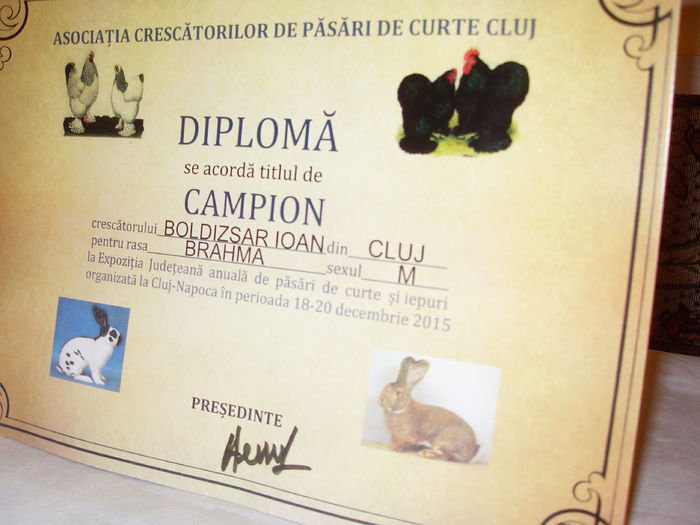 ASOCIAȚIA CRESCĂTORILOR DE PĂSĂRI DE CURTE CLUJ
DIPLOMĂ
se acordă titlul de
CAMPION
crescătorului BOLDIZSAR IOAN din CLUJ
pentru rasa BRAHMA sexul M
la Expoziția Județeană anuală de păsări de curte și iepuri
organizată la Cluj-Napoca în perioada 18-20 decembrie 2015
PREȘEDINTE